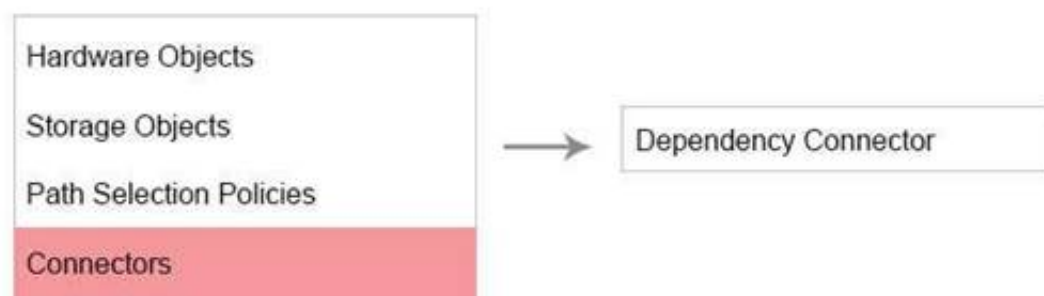 Hardware Objects
Storage Objects
Path Selection Policies
Connectors
Dependency Connector